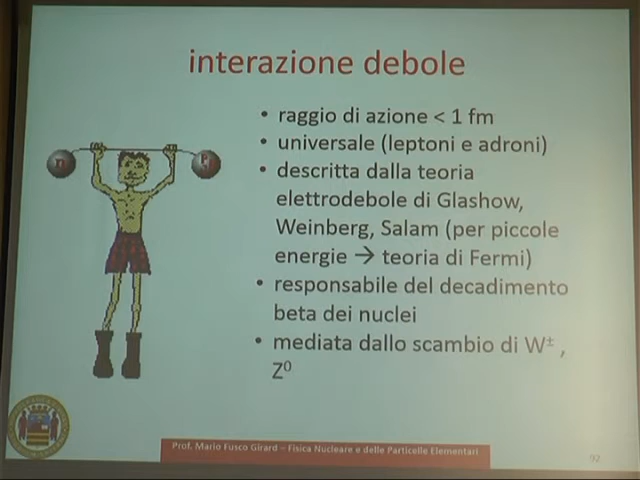 interazione debole
• raggio di azione < 1 fm
• universale (leptoni e adroni)
• descritta dalla teoria
elettrodebole di Glashow,
Weinberg, Salam (per piccole
energie → teoria di Fermi)
• responsabile del decadimento
beta dei nuclei
• mediata dallo scambio di W± ,
Z⁰
n
P
Prof. Mario Fusco Girard – Fisica Nucleare e delle Particelle Elementari
92